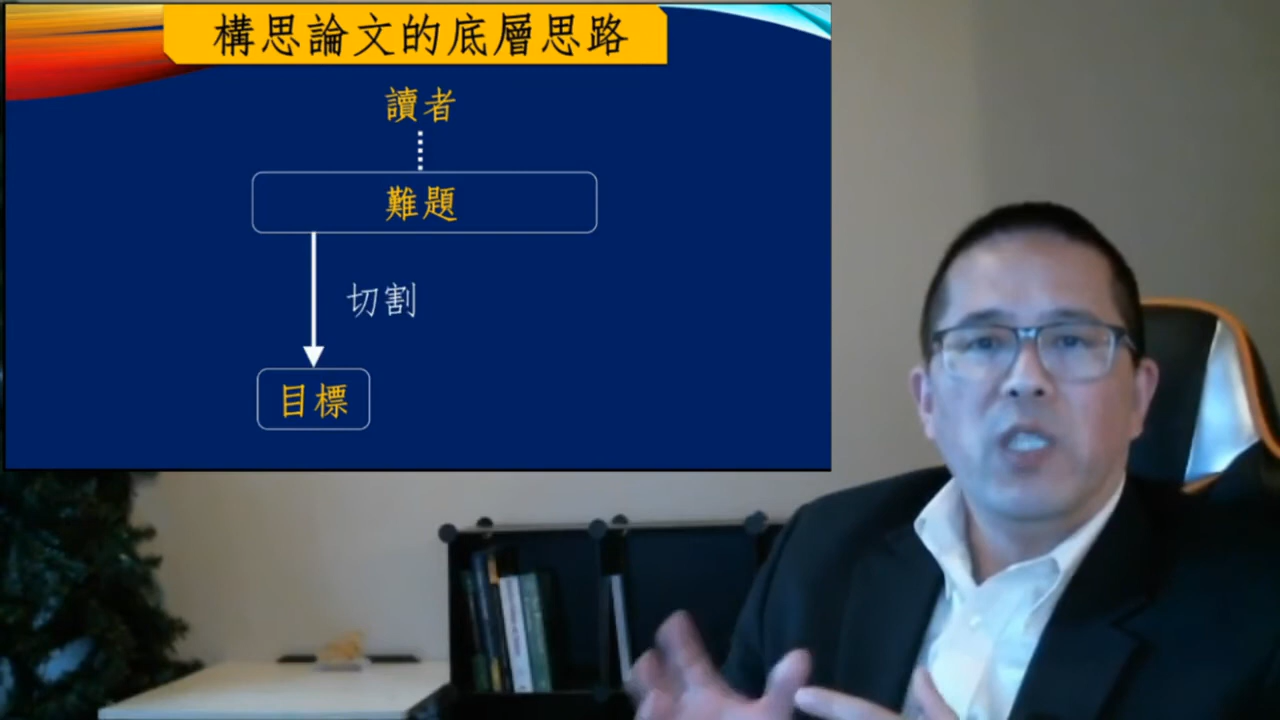 構思論文的底層思路
讀者
難題
切割
目標